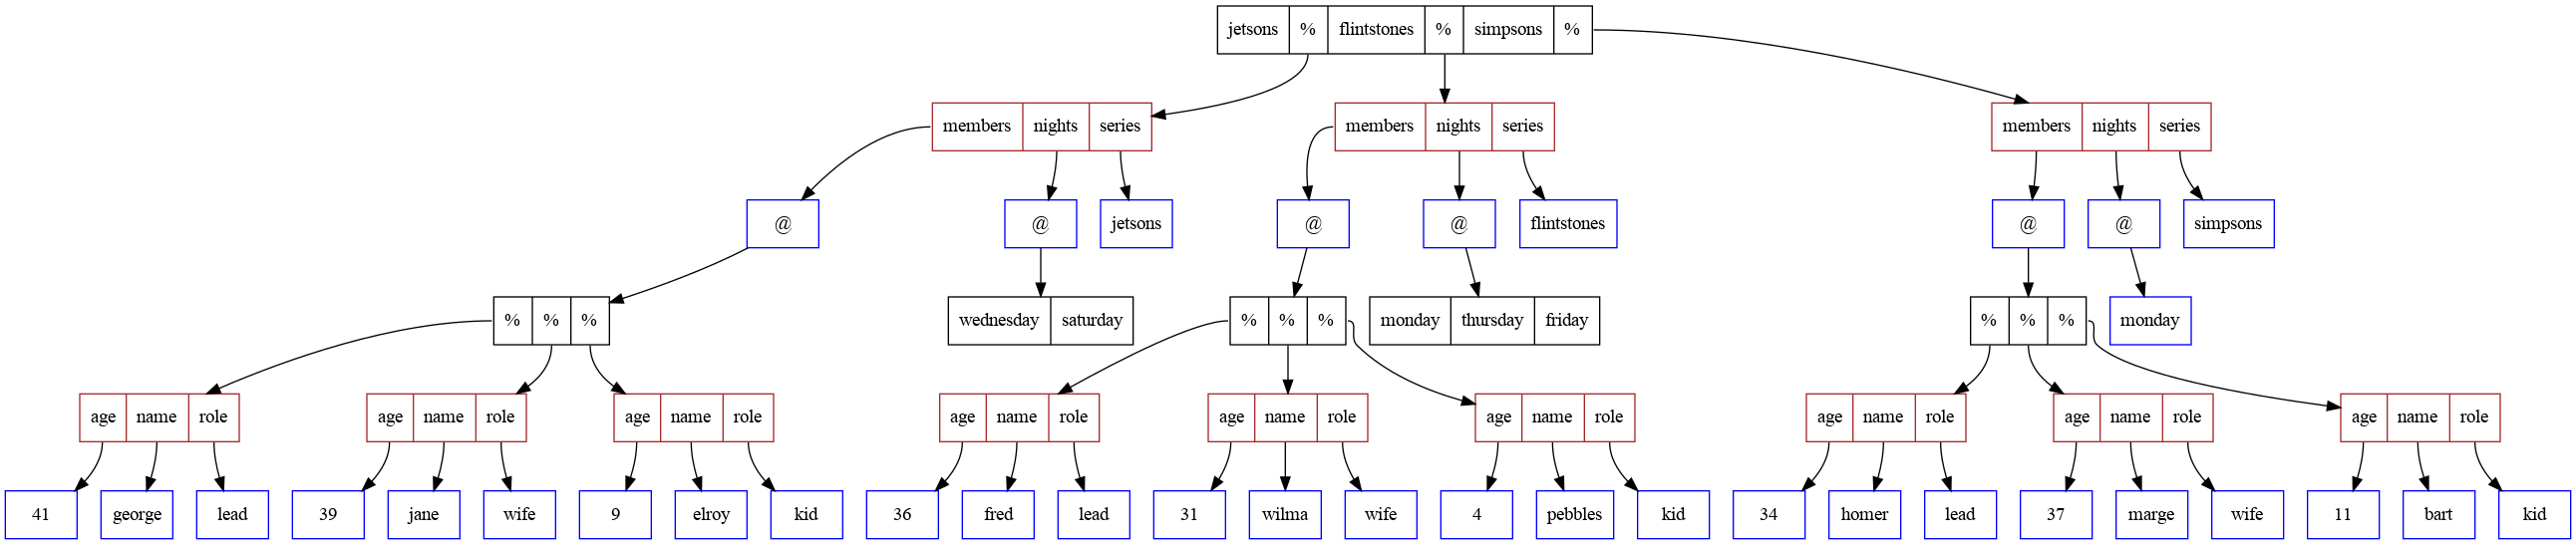 jetsons % flintstones % simpsons %
members nights series members nights series members nights series
@ @ jetsons @ @ flintstones @ @ simpsons
% % % wednesday saturday % % % monday thursday friday % % % monday
age name role age name role age name role age name role age name role age name role age name role age name role age name role
41 george lead 39 jane wife 9 elroy kid 36 fred lead 31 wilma wife 4 pebbles kid 34 homer lead 37 marge wife 11 bart kid